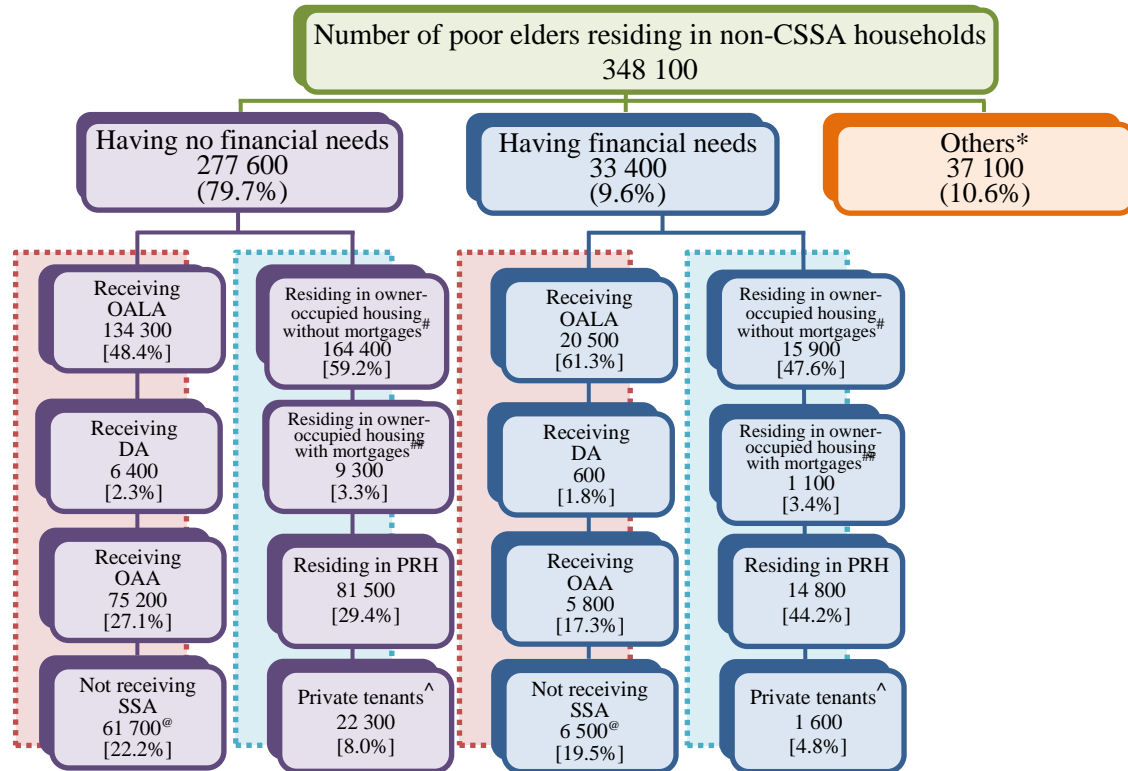 Number of poor elders residing in non-CSSA households
348 100
Having no financial needs
277 600
(79.7%)
Having financial needs
33 400
(9.6%)
Others*
37 100
(10.6%)
Receiving
OALA
134 300
[48.4%]
Receiving
DA
6 400
[2.3%]
Receiving
OAA
75 200
[27.1%]
Not receiving
SSA
61 700@
[22.2%]
Residing in owner-
occupied housing
without mortgages#
164 400
[59.2%]
Residing in owner-
occupied housing
with mortgages##
9 300
[3.3%]
Residing in PRH
81 500
[29.4%]
Private tenants^
22 300
[8.0%]
Receiving
OALA
20 500
[61.3%]
Receiving
DA
600
[1.8%]
Receiving
OAA
5 800
[17.3%]
Not receiving
SSA
6 500@
[19.5%]
Residing in owner-
occupied housing
without mortgages#
15 900
[47.6%]
Residing in owner-
occupied housing
with mortgages##
1 100
[3.4%]
Residing in PRH
14 800
[44.2%]
Private tenants^
1 600
[4.8%]